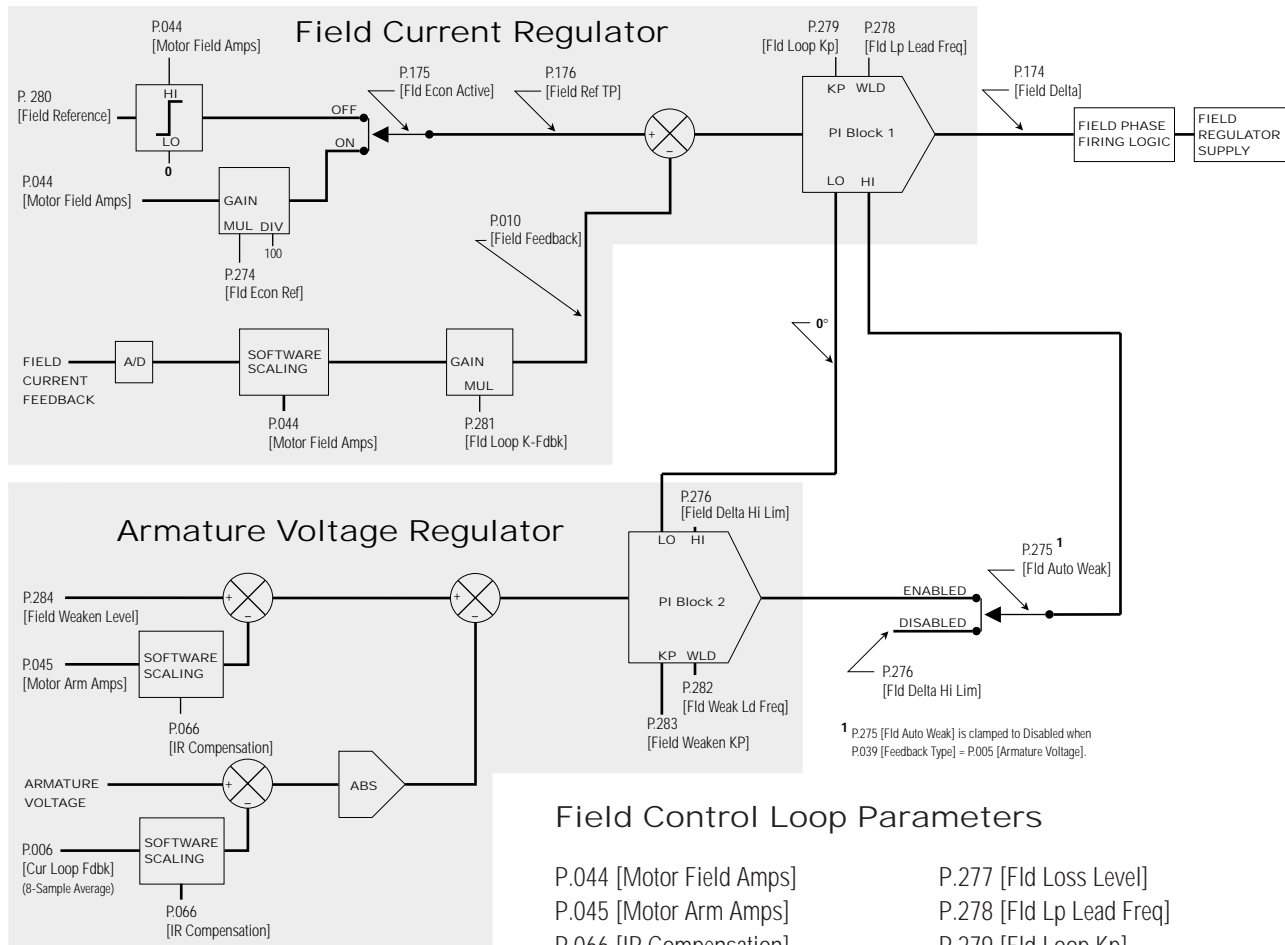 Field Current Regulator
P.044
[Motor Field Amps]
P. 280
[Field Reference]
HI
LO
0
P.175
[Fld Econ Active]
OFF
ON
P.176
[Field Ref TP]
+
−
P.279
[Fld Loop Kp]
P.278
[Fld Lp Lead Freq]
KP WLD
PI Block 1
LO HI
P.174
[Field Delta]
FIELD PHASE
FIRING LOGIC
FIELD
REGULATOR
SUPPLY
P.044
[Motor Field Amps]
GAIN
MUL DIV
100
P.274
[Fld Econ Ref]
P.010
[Field Feedback]
FIELD
CURRENT
FEEDBACK
A/D
SOFTWARE
SCALING
P.044
[Motor Field Amps]
GAIN
MUL
P.281
[Fld Loop K-Fdbk]
0°
Armature Voltage Regulator
P.284
[Field Weaken Level]
+
−
P.045
[Motor Arm Amps]
SOFTWARE
SCALING
P.066
[IR Compensation]
+
−
P.276
[Field Delta Hi Lim]
LO HI
PI Block 2
KP WLD
P.282
[Fld Weak Ld Freq]
P.283
[Field Weaken KP]
ENABLED
DISABLED
P.275 1
[Fld Auto Weak]
P.276
[Fld Delta Hi Lim]
1 P.275 [Fld Auto Weak] is clamped to Disabled when
P.039 [Feedback Type] = P.005 [Armature Voltage].
ARMATURE
VOLTAGE
+
−
ABS
P.006
[Cur Loop Fdbk]
(8-Sample Average)
SOFTWARE
SCALING
P.066
[IR Compensation]
Field Control Loop Parameters
P.044 [Motor Field Amps]
P.045 [Motor Arm Amps]
P.066 [IR Compensation]
P.277 [Fld Loss Level]
P.278 [Fld Lp Lead Freq]
P.279 [Fld Loop Kp]